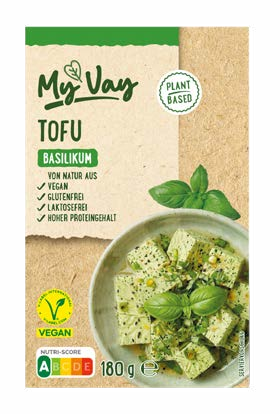 My Vay
PLANT
BASED
TOFU
BASILIKUM
VON NATUR AUS
VEGAN
GLUTENFREI
LAKTOSEFREI
HOHER PROTEINGEHALT
VEGAN
NUTRI-SCORE
A B C D E
180 g e
SERVIERVORSCHLAG